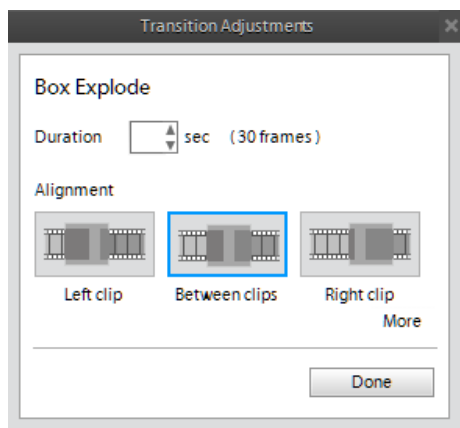 Transition Adjustments
Box Explode
Duration sec (30 frames)
Alignment
Left clip Between clips Right clip
More
Done